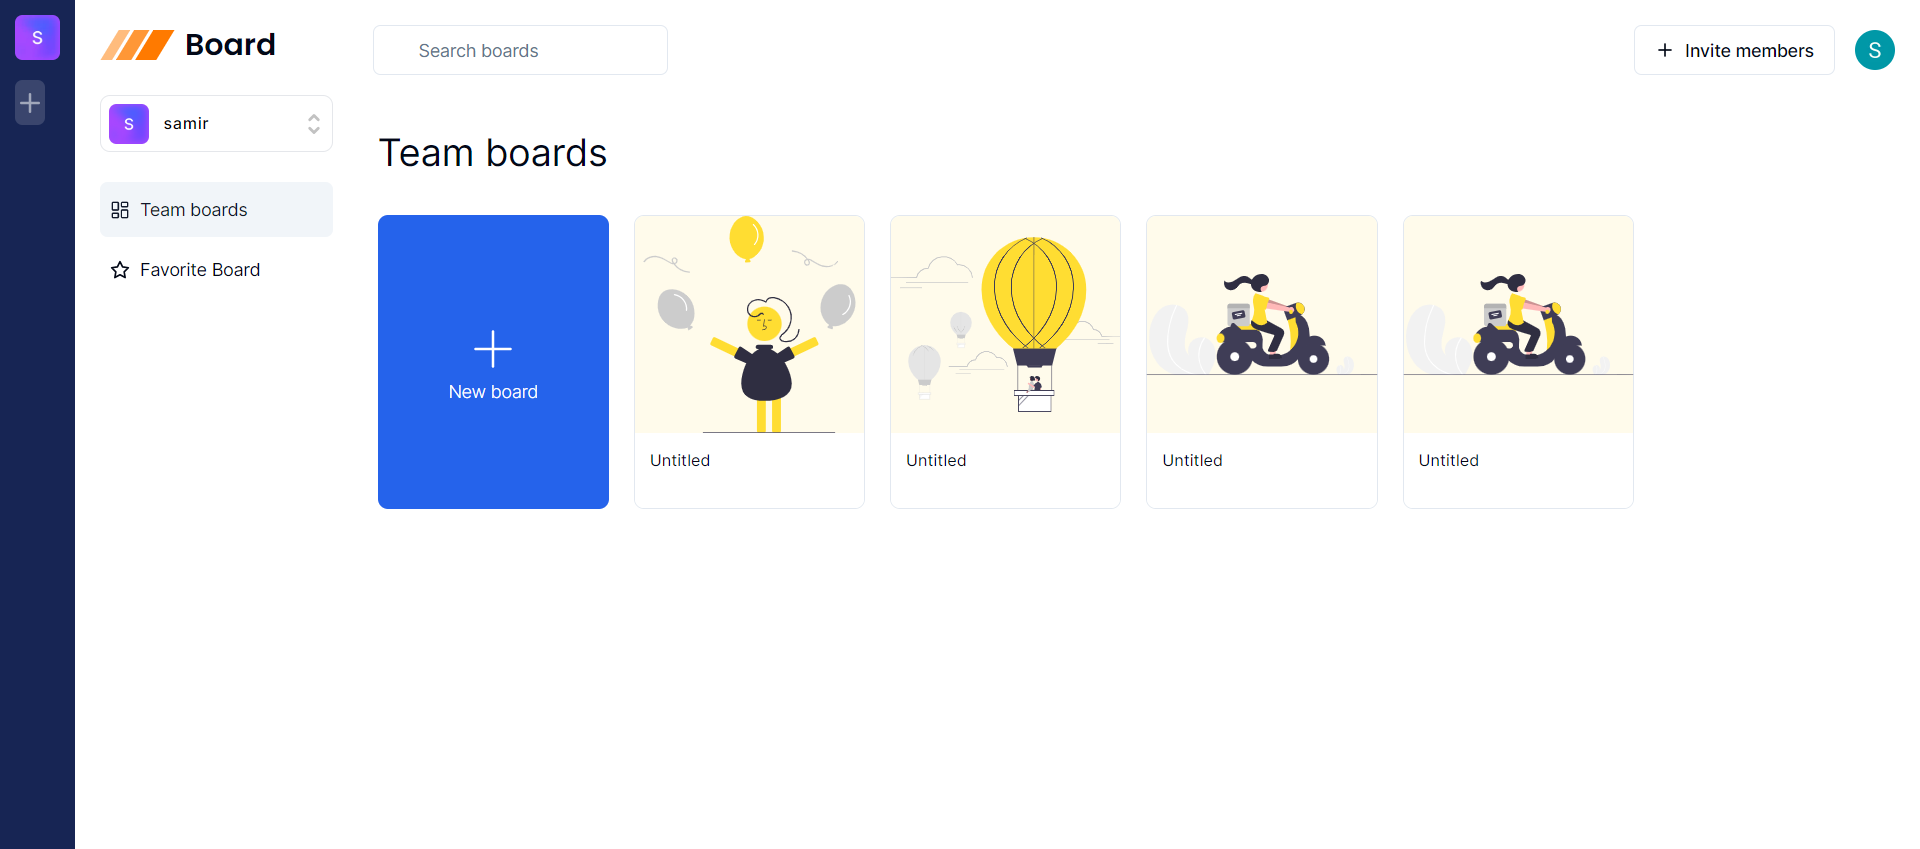 S
Board
Search boards
Invite members
S
S
samir
Team boards
Team boards
Favorite Board
New board
Untitled
Untitled
Untitled
Untitled